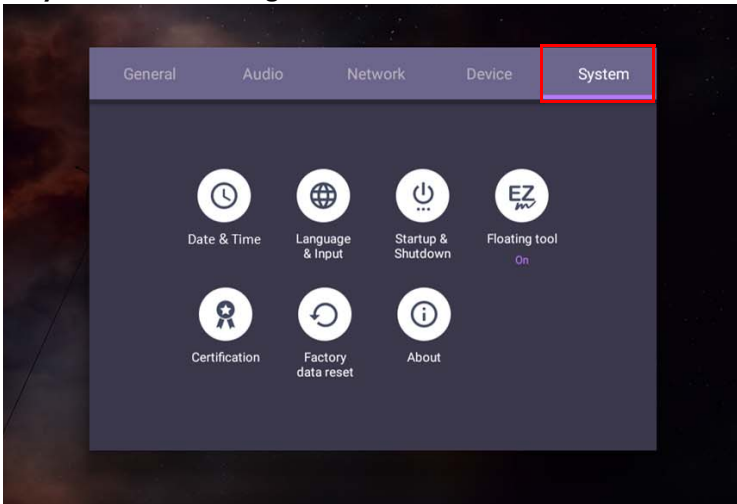 General Audio Network Device System
EZ
Date & Time Language & Input Startup & Shutdown Floating tool
On
Certification Factory data reset About